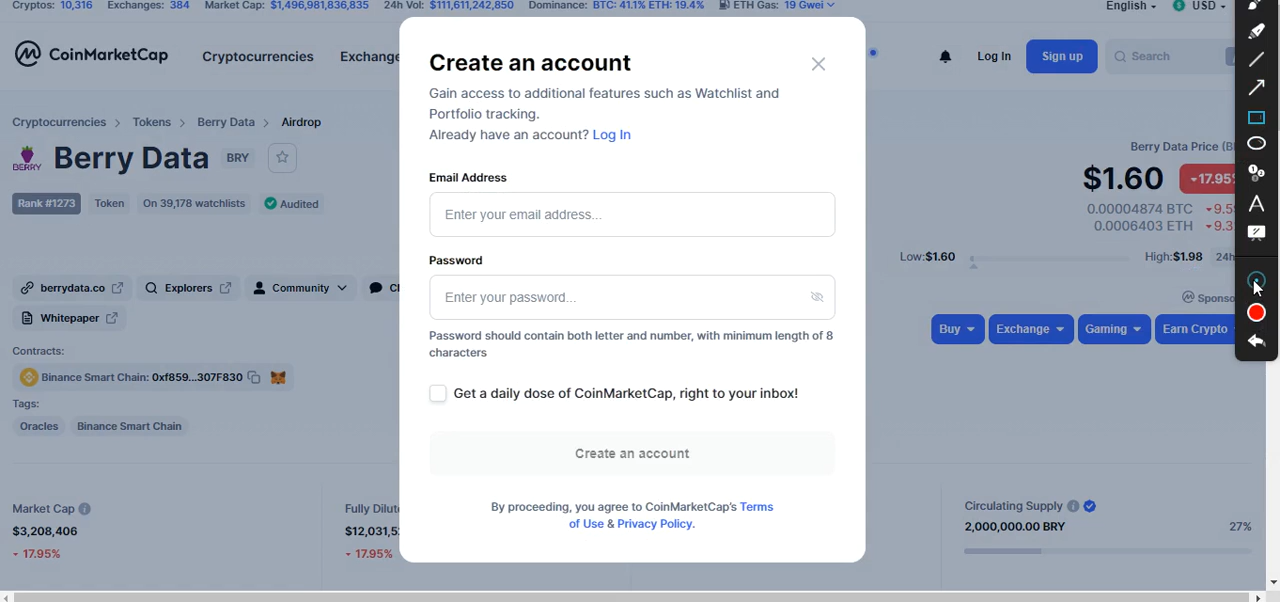 Cryptos: 10,316 Exchanges: 384 Market Cap: $1,496,981,836,835 24h Vol: $111,611,242,850 Dominance: BTC: 41.1% ETH: 19.4% ETH Gas: 19 Gwei English USD
CoinMarketCap Cryptocurrencies Log In Sign up Search
Cryptocurrencies > Tokens > Berry Data > Airdrop
BERRY Berry Data BRY
Rank #1273 Token On 39,178 watchlists Audited
berrydata.co Explorers Community
Whitepaper
Contracts:
Binance Smart Chain: 0xf859...307F830
Tags:
Oracles Binance Smart Chain
Market Cap
$3,208,406
17.95%
17.95%
Create an account
Gain access to additional features such as Watchlist and
Portfolio tracking.
Already have an account? Log In
Email Address
Enter your email address...
Password
Enter your password...
Password should contain both letter and number, with minimum length of 8
characters
Get a daily dose of CoinMarketCap, right to your inbox!
Create an account
By proceeding, you agree to CoinMarketCap's Terms
of Use & Privacy Policy.
Berry Data Price
$1.60 17.95%
0.00004874 BTC
0.0006403 ETH
Low: $1.60 High: $1.98 24h
Buy Exchange Gaming Earn Crypto
Circulating Supply
2,000,000.00 BRY 27%